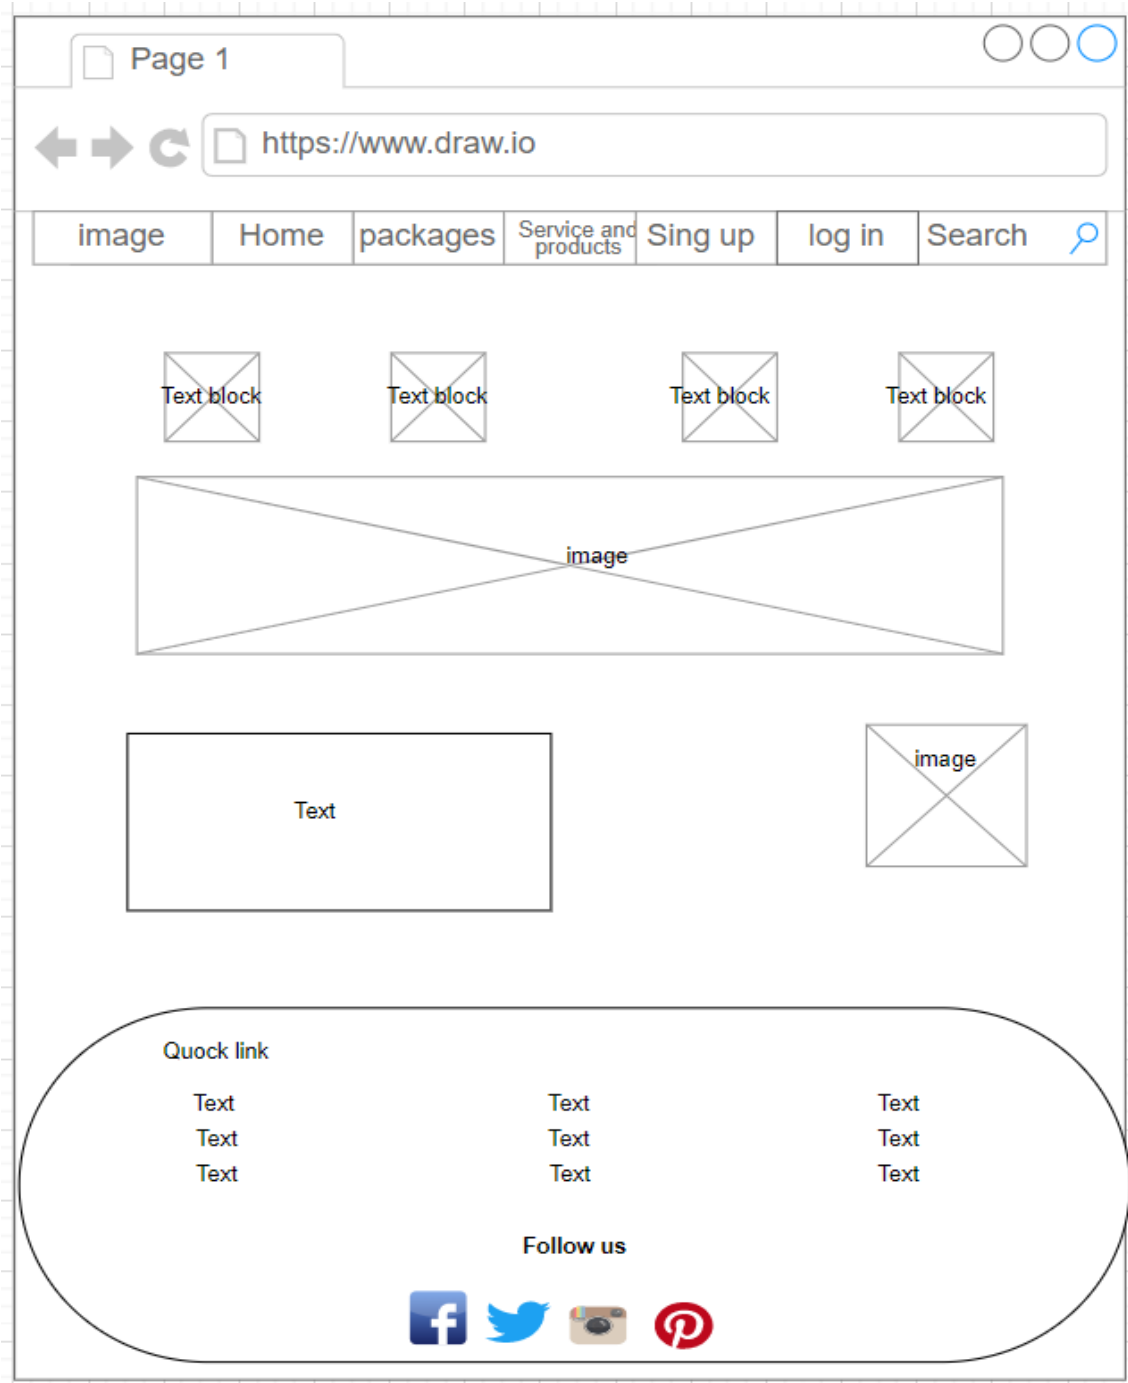 Page 1
https://www.draw.io
image Home packages Service and products Sing up log in Search
Text block Text block Text block Text block
image
image
Text
Quock link
Text Text Text
Text Text Text
Text Text Text
Follow us